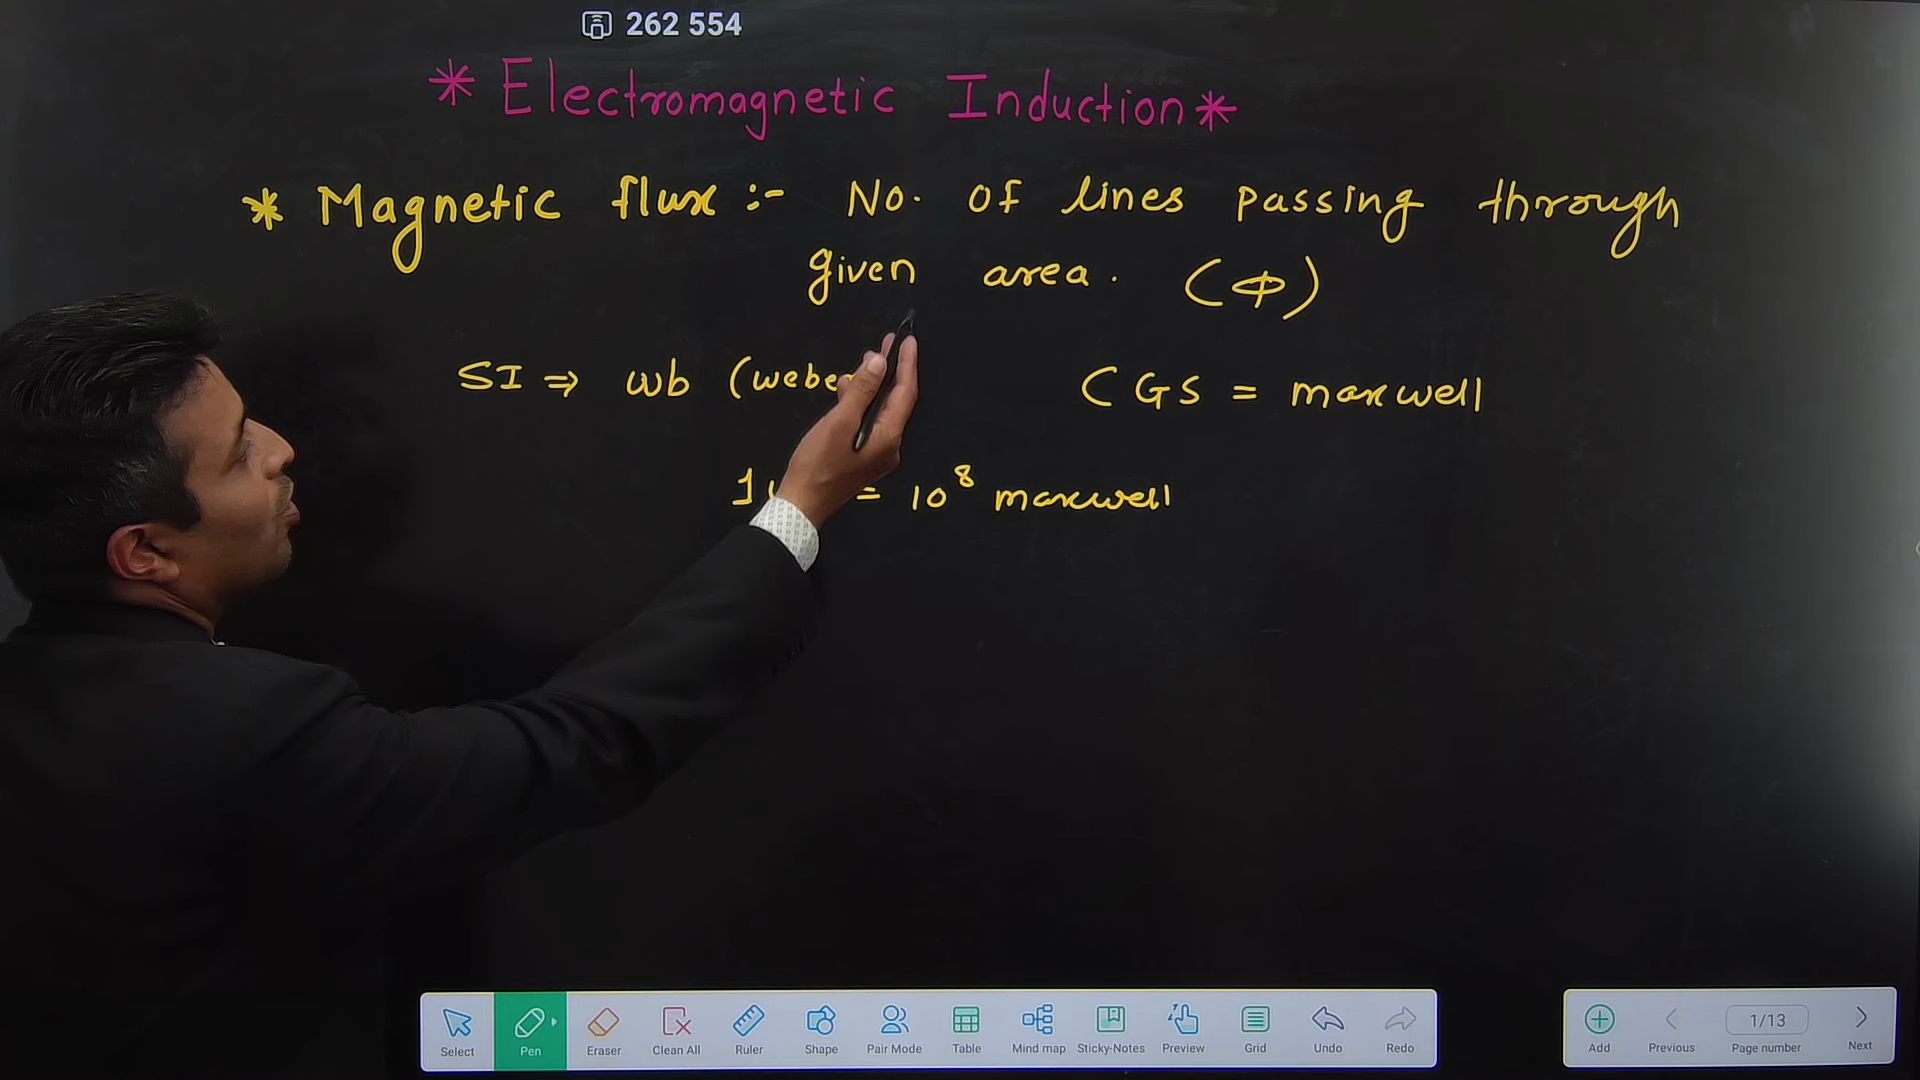 262 554
* Electromagnetic Induction *
* Magnetic flux :- No. of lines passing through
given area. (Φ)
SI ⇒ wb (weber
CGS = maxwell
1 = 10⁸ maxwell
Select Pen Eraser Clean All Ruler Shape Pair Mode Table Mind map Sticky-Notes Preview Grid Undo Redo
Add Previous 1/13 Page number Next